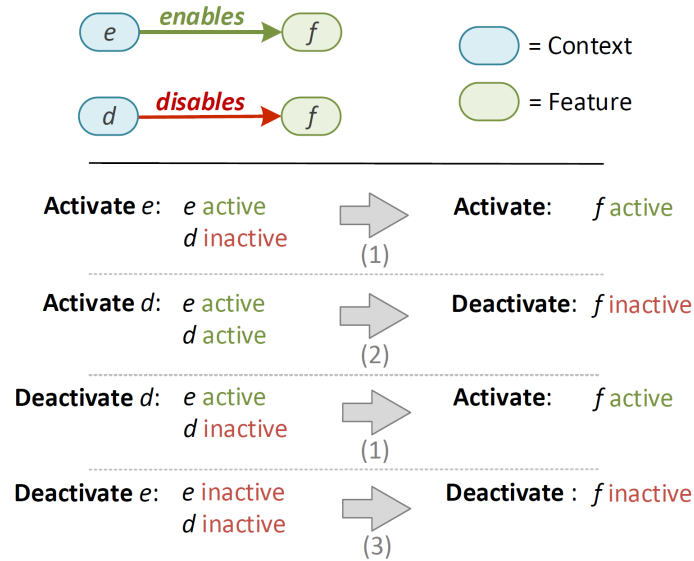 enables
e f
= Context
disables
d f
= Feature
Activate e: e active Activate: f active
d inactive
(1)
Activate d: e active Deactivate: f inactive
d active
(2)
Deactivate d: e active Activate: f active
d inactive
(1)
Deactivate e: e inactive Deactivate : f inactive
d inactive
(3)